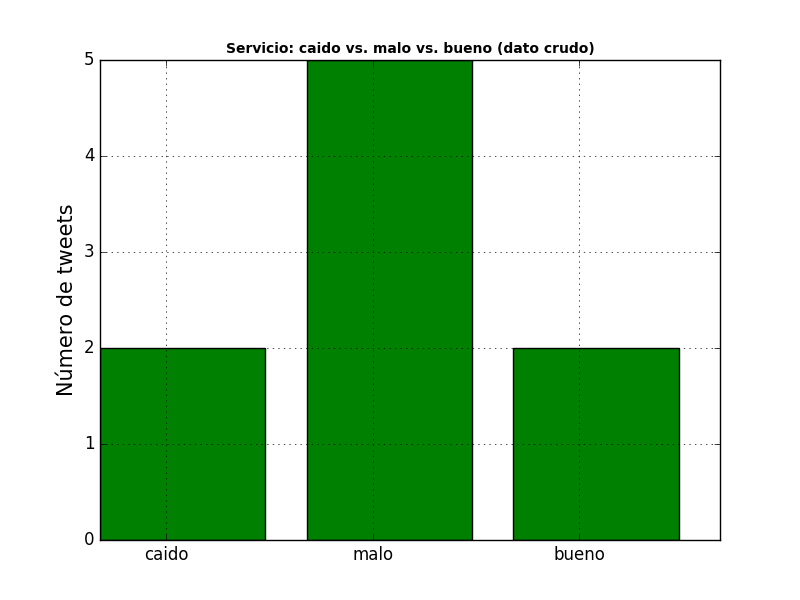 Servicio: caido vs. malo vs. bueno (dato crudo)
Número de tweets
5
4
3
2
1
0
caido
malo
bueno